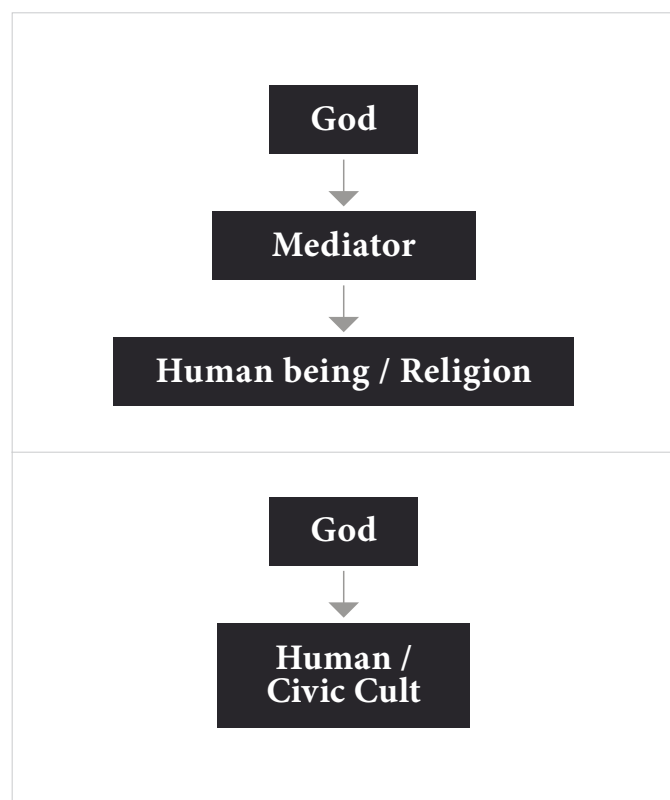 God
Mediator
Human being / Religion
God
Human /
Civic Cult